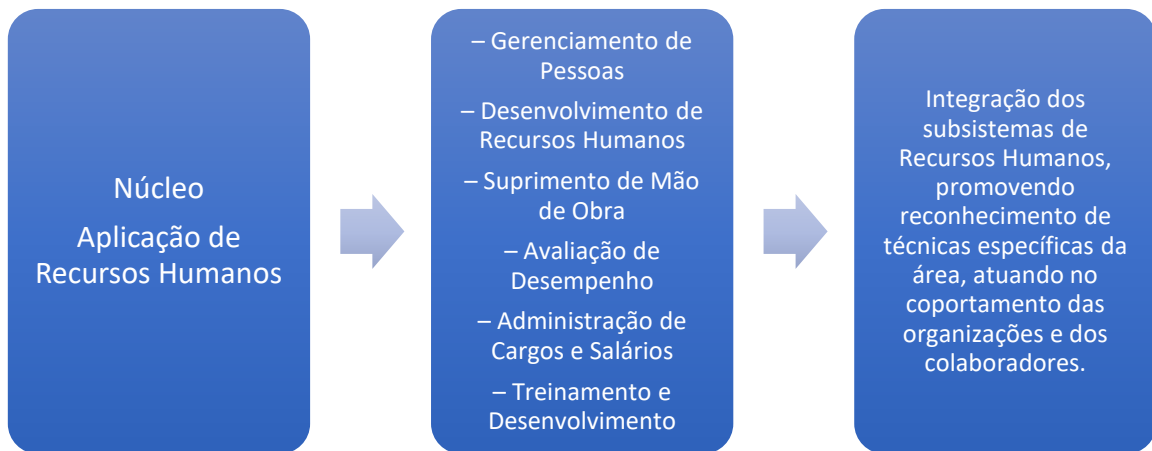 Núcleo
Aplicação de
Recursos Humanos
– Gerenciamento de
Pessoas
– Desenvolvimento de
Recursos Humanos
– Suprimento de Mão
de Obra
– Avaliação de
Desempenho
– Administração de
Cargos e Salários
– Treinamento e
Desenvolvimento
Integração dos
subsistemas de
Recursos Humanos,
promovendo
reconhecimento de
técnicas específicas da
área, atuando no
coportamento das
organizações e dos
colaboradores.